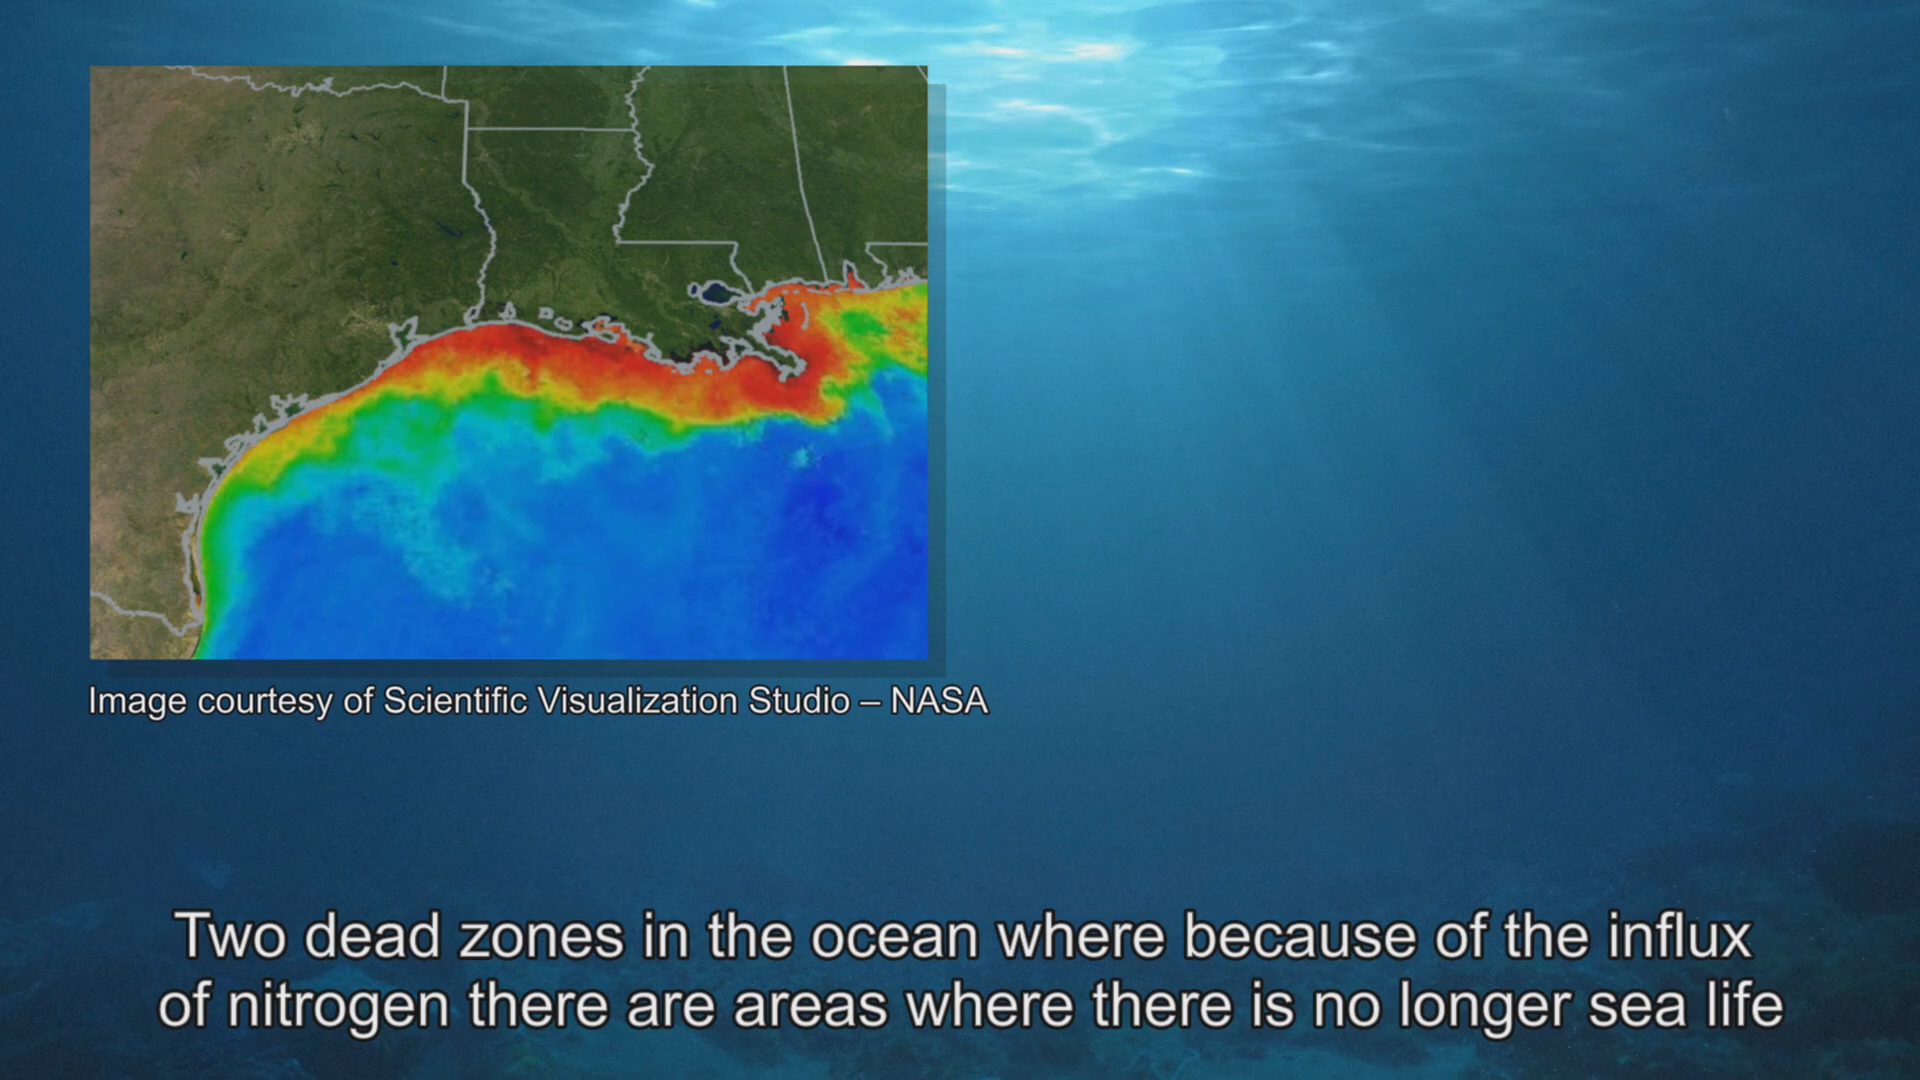 Image courtesy of Scientific Visualization Studio – NASA
Two dead zones in the ocean where because of the influx
of nitrogen there are areas where there is no longer sea life